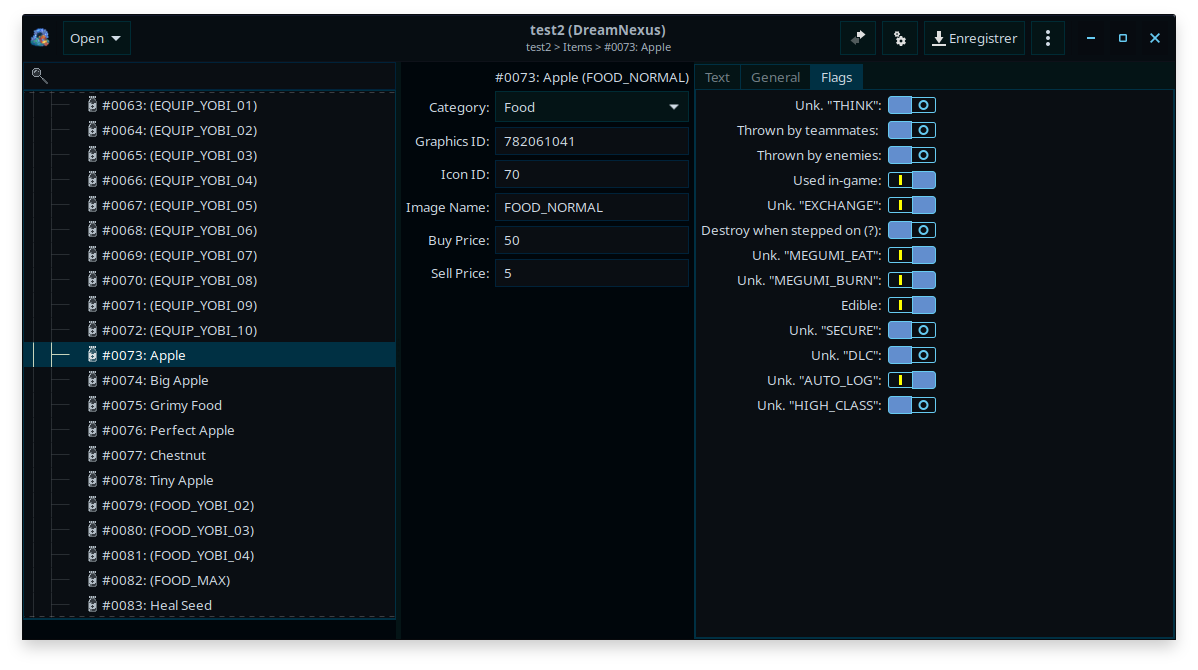 Open
test2 (DreamNexus)
test2 > Items > #0073: Apple
Enregistrer
#0063: (EQUIP_YOBI_01)
#0064: (EQUIP_YOBI_02)
#0065: (EQUIP_YOBI_03)
#0066: (EQUIP_YOBI_04)
#0067: (EQUIP_YOBI_05)
#0068: (EQUIP_YOBI_06)
#0069: (EQUIP_YOBI_07)
#0070: (EQUIP_YOBI_08)
#0071: (EQUIP_YOBI_09)
#0072: (EQUIP_YOBI_10)
#0073: Apple
#0074: Big Apple
#0075: Grimy Food
#0076: Perfect Apple
#0077: Chestnut
#0078: Tiny Apple
#0079: (FOOD_YOBI_02)
#0080: (FOOD_YOBI_03)
#0081: (FOOD_YOBI_04)
#0082: (FOOD_MAX)
#0083: Heal Seed
#0073: Apple (FOOD_NORMAL)
Category: Food
Graphics ID: 782061041
Icon ID: 70
Image Name: FOOD_NORMAL
Buy Price: 50
Sell Price: 5
Text General Flags
Unk. "THINK":
Thrown by teammates:
Thrown by enemies:
Used in-game:
Unk. "EXCHANGE":
Destroy when stepped on (?):
Unk. "MEGUMI_EAT":
Unk. "MEGUMI_BURN":
Edible:
Unk. "SECURE":
Unk. "DLC":
Unk. "AUTO_LOG":
Unk. "HIGH_CLASS":